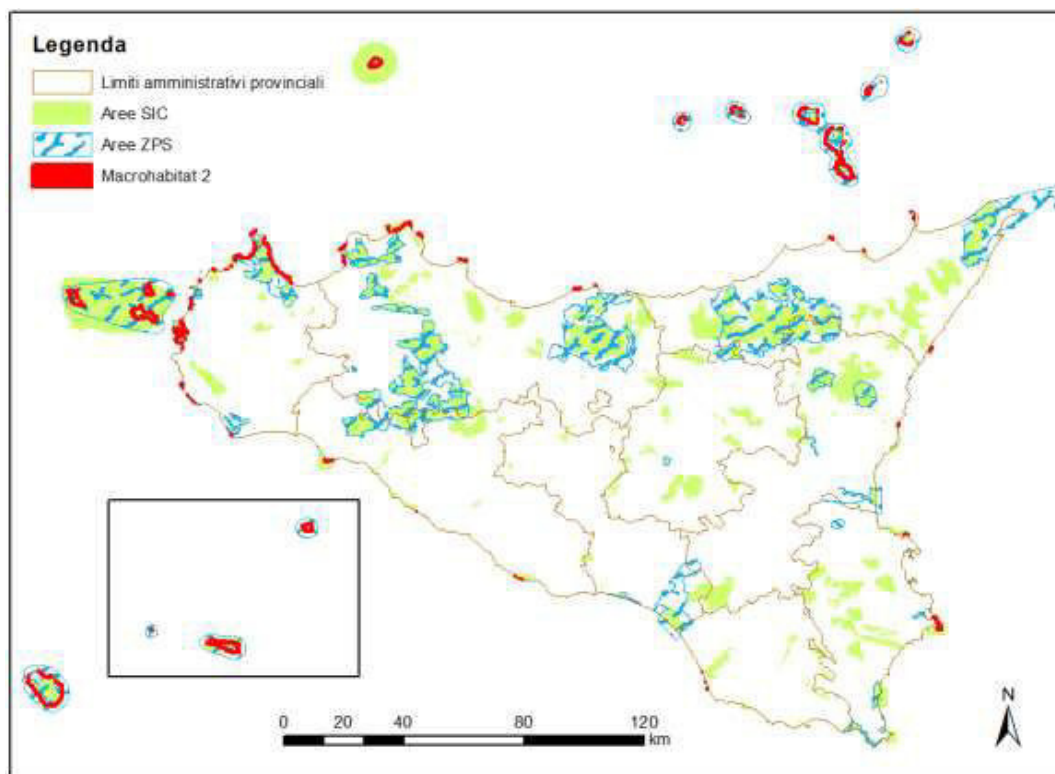 Legenda
Limiti amministrativi provinciali
Aree SIC
Aree ZPS
Macrohabitat 2
N
0 20 40 80 120
km